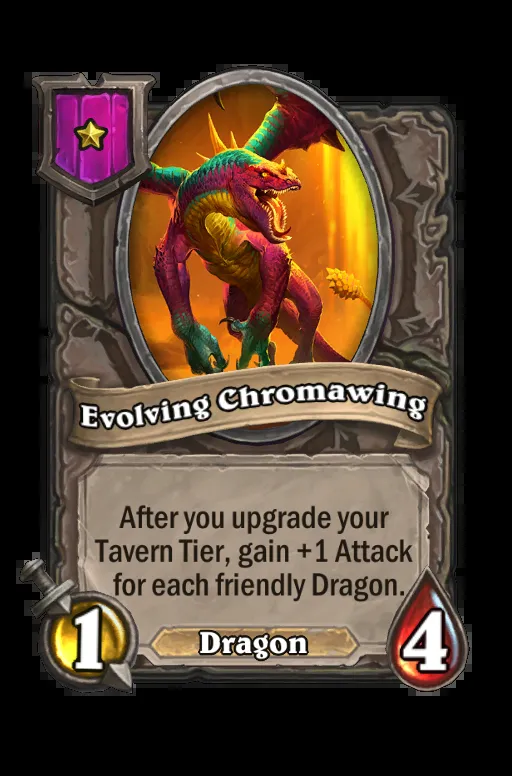 Evolving Chromawing
After you upgrade your
Tavern Tier, gain +1 Attack
for each friendly Dragon.
1
Dragon
4